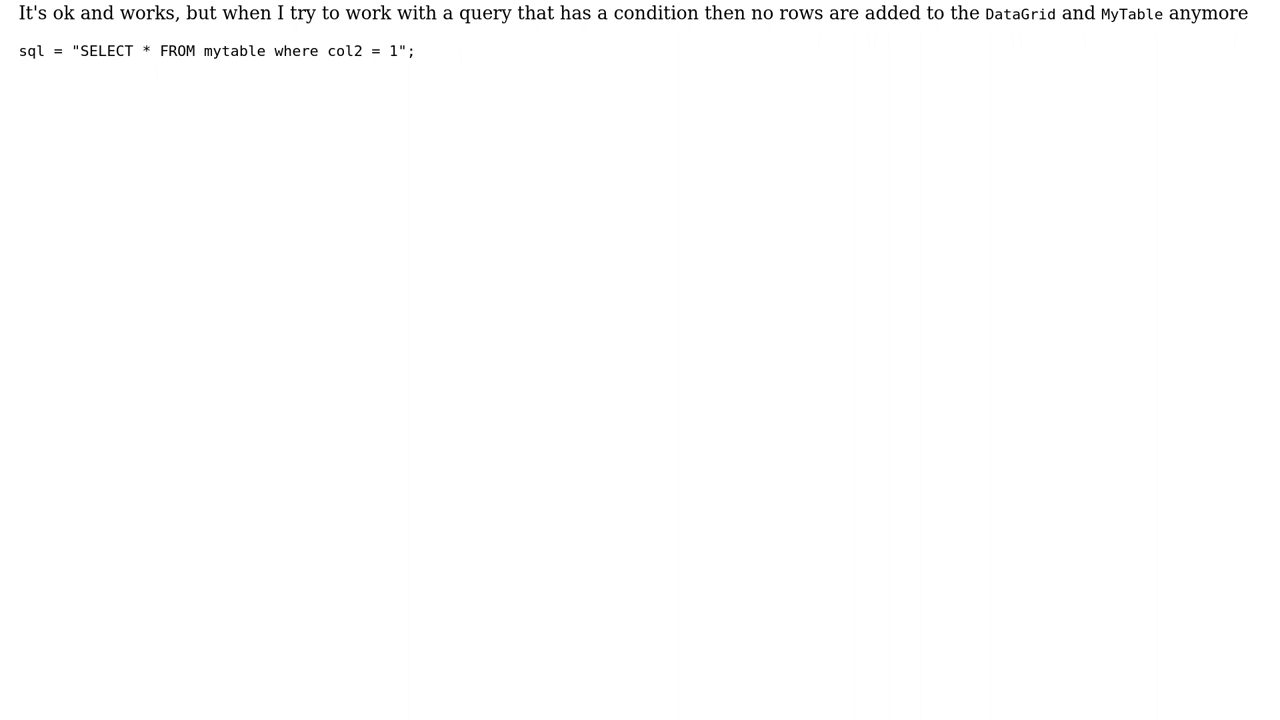 It's ok and works, but when I try to work with a query that has a condition then no rows are added to the DataGrid and MyTable anymore
sql = "SELECT * FROM mytable where col2 = 1";